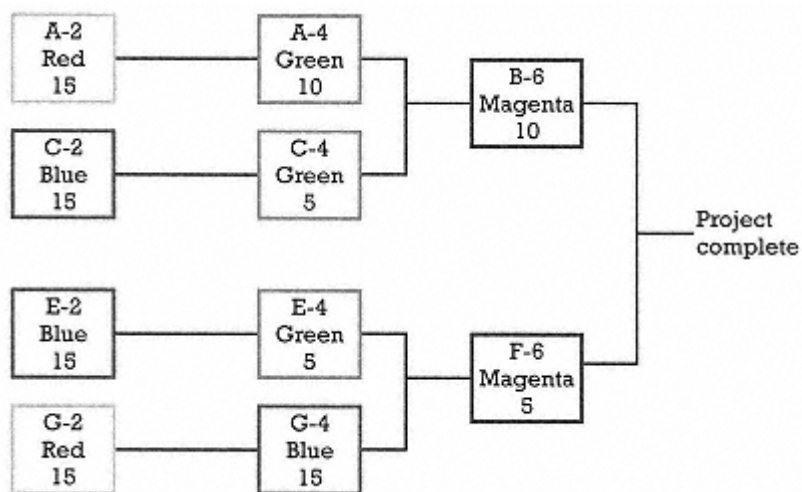 A-2
Red
15
A-4
Green
10
B-6
Magenta
10
C-2
Blue
15
C-4
Green
5
Project
complete
E-2
Blue
15
E-4
Green
5
F-6
Magenta
5
G-2
Red
15
G-4
Blue
15